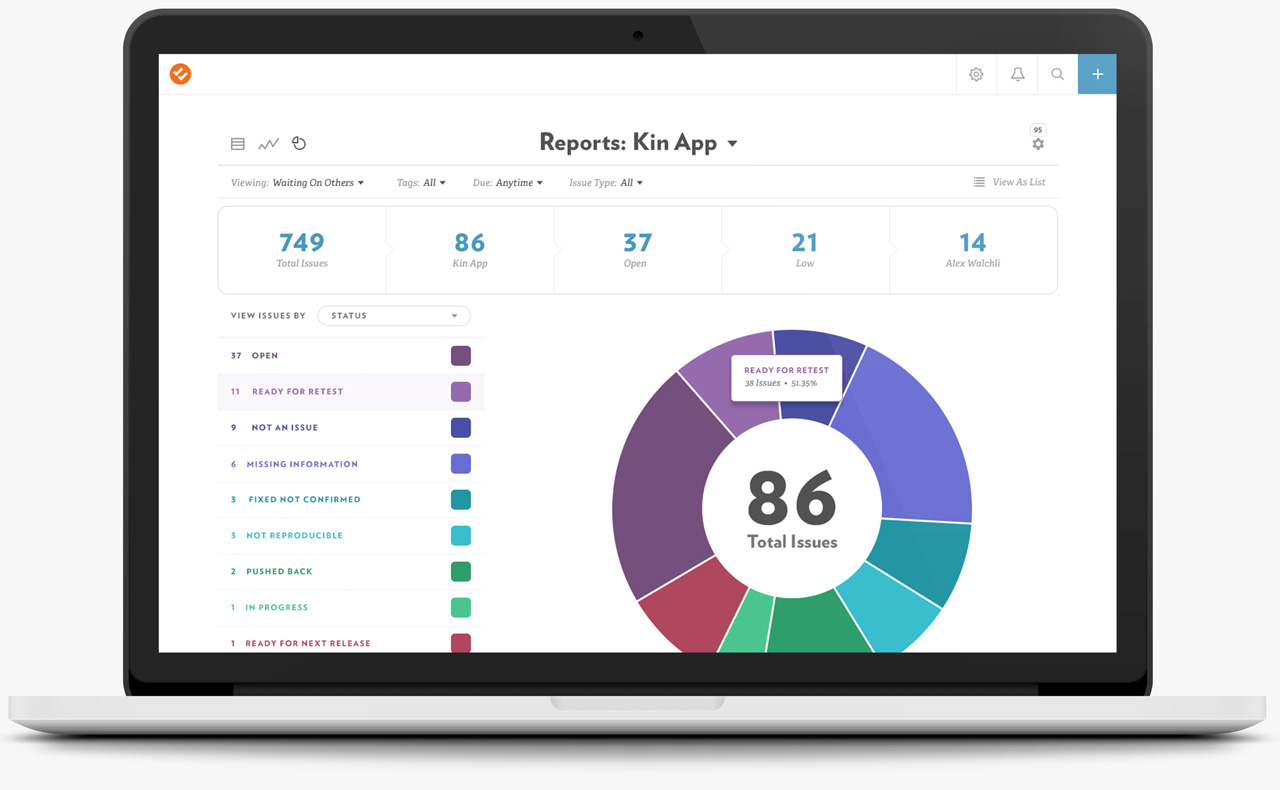 95
Reports: Kin App
Viewing: Waiting On Others
Tags: All
Due: Anytime
Issue Type: All
View As List
749
Total Issues
86
Kin App
37
Open
21
Low
14
Alex Walchli
VIEW ISSUES BY
STATUS
37 OPEN
11 READY FOR RETEST
9 NOT AN ISSUE
6 MISSING INFORMATION
3 FIXED NOT CONFIRMED
3 NOT REPRODUCIBLE
2 PUSHED BACK
1 IN PROGRESS
1 READY FOR NEXT RELEASE
READY FOR RETEST
38 Issues • 51.35%
86
Total Issues